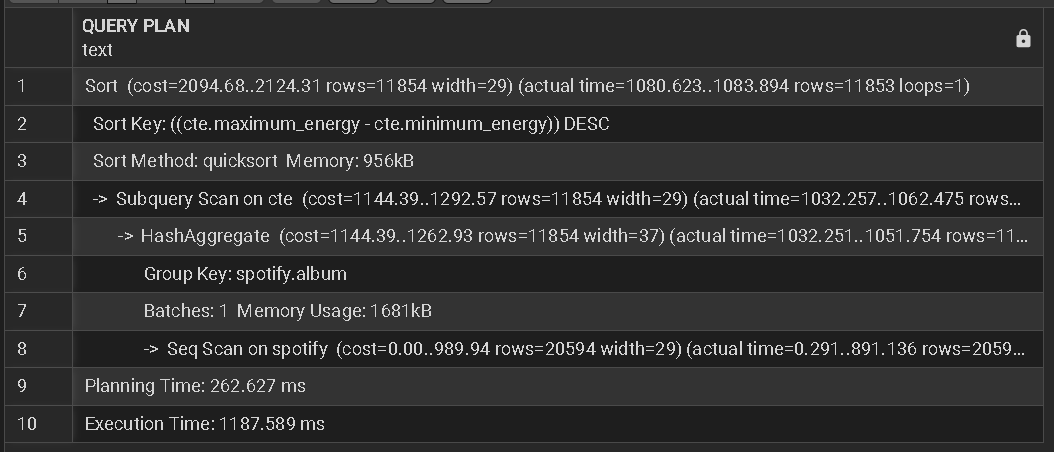 QUERY PLAN
text
1 Sort (cost=2094.68..2124.31 rows=11854 width=29) (actual time=1080.623..1083.894 rows=11853 loops=1)
2 Sort Key: ((cte.maximum_energy - cte.minimum_energy)) DESC
3 Sort Method: quicksort Memory: 956kB
4 -> Subquery Scan on cte (cost=1144.39..1292.57 rows=11854 width=29) (actual time=1032.257..1062.475 rows...
5 -> HashAggregate (cost=1144.39..1262.93 rows=11854 width=37) (actual time=1032.251..1051.754 rows=11...
6 Group Key: spotify.album
7 Batches: 1 Memory Usage: 1681kB
8 -> Seq Scan on spotify (cost=0.00..989.94 rows=20594 width=29) (actual time=0.291..891.136 rows=2059...
9 Planning Time: 262.627 ms
10 Execution Time: 1187.589 ms